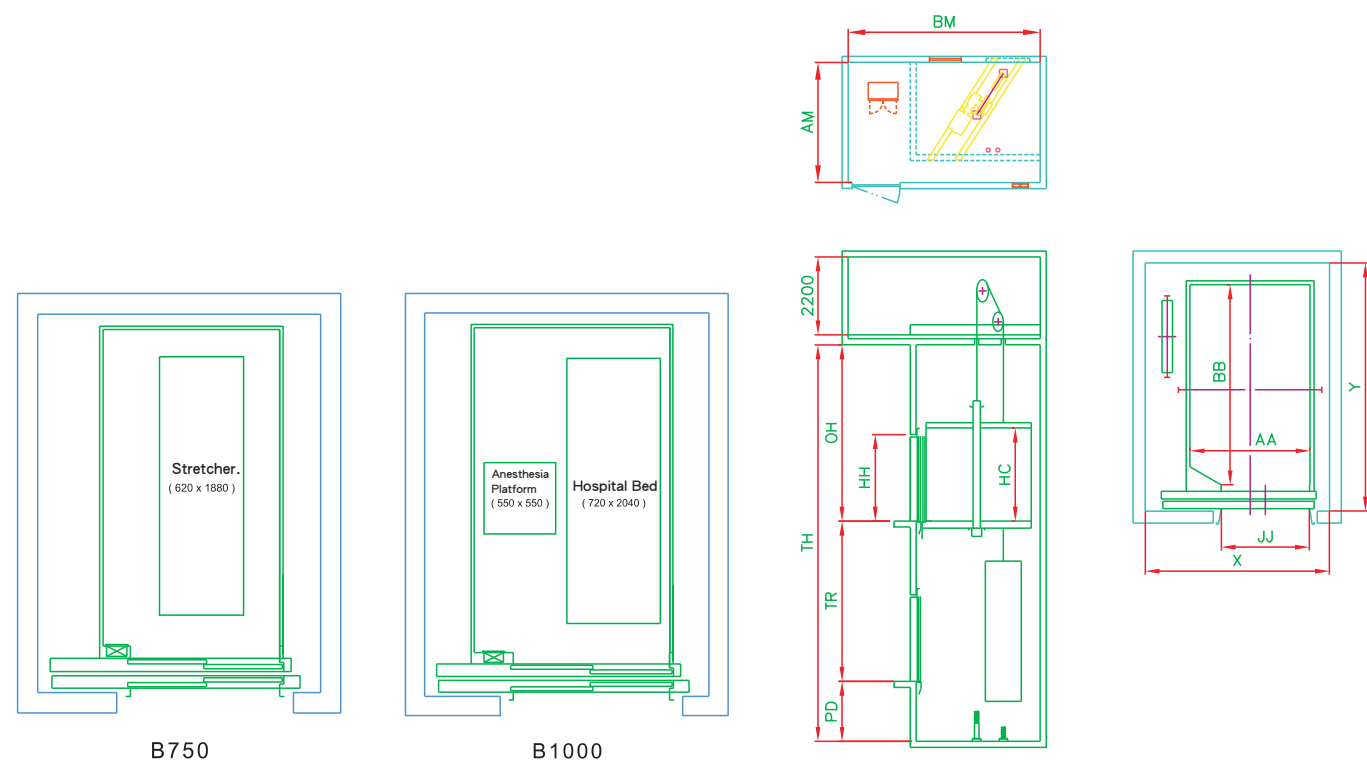 BM
AM
2200
OH
HH
HC
TH
TR
PD
BB
AA
Y
JJ
X
Stretcher.
( 620 x 1880 )
Anesthesia
Platform
( 550 x 550 )
Hospital Bed
( 720 x 2040 )
B750
B1000